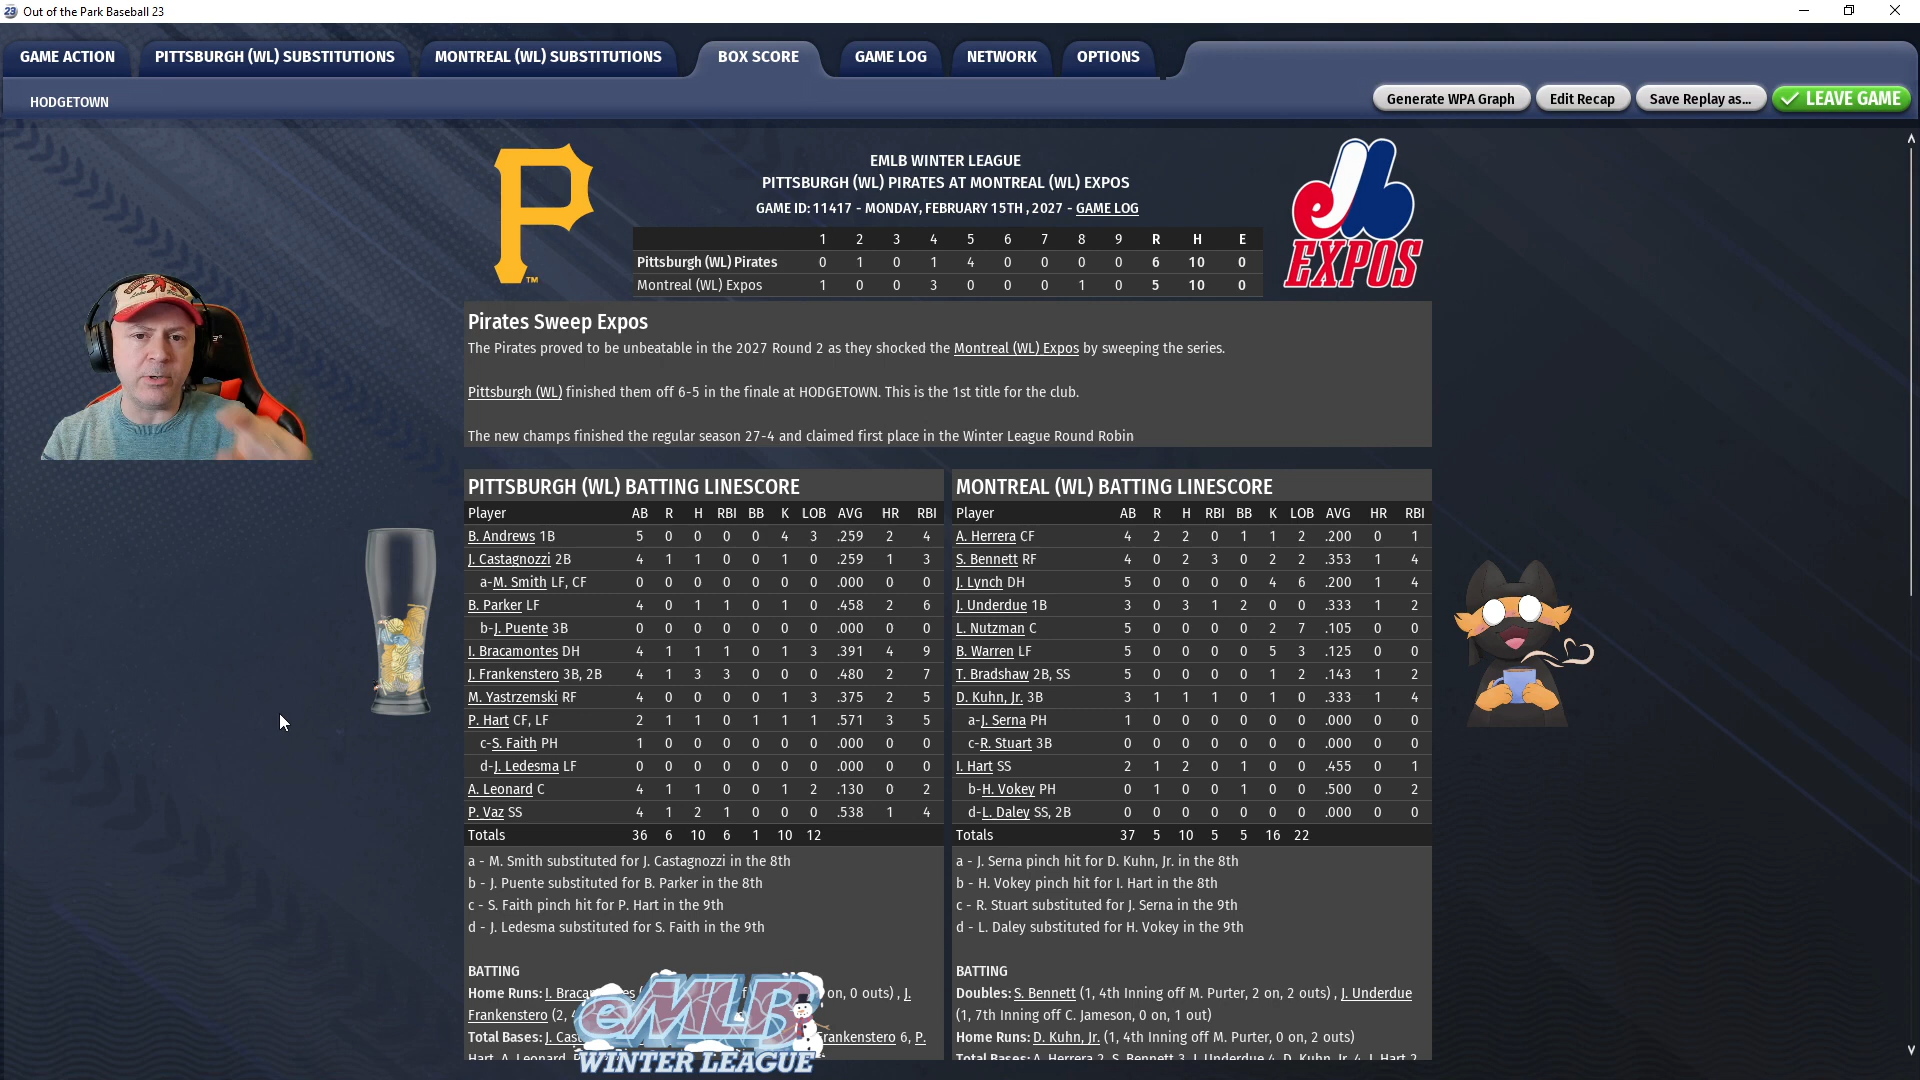 23 Out of the Park Baseball 23
GAME ACTION PITTSBURGH (WL) SUBSTITUTIONS MONTREAL (WL) SUBSTITUTIONS BOX SCORE GAME LOG NETWORK OPTIONS
HODGETOWN
Generate WPA Graph Edit Recap Save Replay as... LEAVE GAME
P
TM
EMLB WINTER LEAGUE
PITTSBURGH (WL) PIRATES AT MONTREAL (WL) EXPOS
GAME ID: 11417 - MONDAY, FEBRUARY 15TH , 2027 - GAME LOG
EXPOS
1 2 3 4 5 6 7 8 9 R H E
Pittsburgh (WL) Pirates 0 1 0 1 4 0 0 0 0 6 10 0
Montreal (WL) Expos 1 0 0 3 0 0 0 1 0 5 10 0
Pirates Sweep Expos
The Pirates proved to be unbeatable in the 2027 Round 2 as they shocked the Montreal (WL) Expos by sweeping the series.
Pittsburgh (WL) finished them off 6-5 in the finale at HODGETOWN. This is the 1st title for the club.
The new champs finished the regular season 27-4 and claimed first place in the Winter League Round Robin
PITTSBURGH (WL) BATTING LINESCORE
Player AB R H RBI BB K LOB AVG HR RBI
B. Andrews 1B 5 0 0 0 0 4 3 .259 2 4
J. Castagnozzi 2B 4 1 1 0 0 1 0 .259 1 3
a-M. Smith LF, CF 0 0 0 0 0 0 0 .000 0 0
B. Parker LF 4 0 1 1 0 1 0 .458 2 6
b-J. Puente 3B 0 0 0 0 0 0 0 .000 0 0
I. Bracamontes DH 4 1 1 1 0 1 3 .391 4 9
J. Frankenstero 3B, 2B 4 1 3 3 0 0 0 .480 2 7
M. Yastrzemski RF 4 0 0 0 0 1 3 .375 2 5
P. Hart CF, LF 2 1 1 0 1 1 1 .571 3 5
c-S. Faith PH 1 0 0 0 0 0 0 .000 0 0
d-J. Ledesma LF 0 0 0 0 0 0 0 .000 0 0
A. Leonard C 4 1 1 0 0 1 2 .130 0 2
P. Vaz SS 4 1 2 1 0 0 0 .538 1 4
Totals 36 6 10 6 1 10 12
a - M. Smith substituted for J. Castagnozzi in the 8th
b - J. Puente substituted for B. Parker in the 8th
c - S. Faith pinch hit for P. Hart in the 9th
d - J. Ledesma substituted for S. Faith in the 9th
BATTING
Home Runs: I. on, 0 outs) , J.
Frankenstero (2,
Total Bases: J. Frankenstero 6, P.
Hart, A. Leonard,
eMLB
WINTER LEAGUE
MONTREAL (WL) BATTING LINESCORE
Player AB R H RBI BB K LOB AVG HR RBI
A. Herrera CF 4 2 2 0 1 1 2 .200 0 1
S. Bennett RF 4 0 2 3 0 2 2 .353 1 4
J. Lynch DH 5 0 0 0 0 4 6 .200 1 4
J. Underdue 1B 3 0 3 1 2 0 0 .333 1 2
L. Nutzman C 5 0 0 0 0 2 7 .105 0 0
B. Warren LF 5 0 0 0 0 5 3 .125 0 0
T. Bradshaw 2B, SS 5 0 0 0 0 1 2 .143 1 2
D. Kuhn, Jr. 3B 3 1 1 1 0 1 0 .333 1 4
a-J. Serna PH 1 0 0 0 0 0 0 .000 0 0
c-R. Stuart 3B 0 0 0 0 0 0 0 .000 0 0
I. Hart SS 2 1 2 0 1 0 0 .455 0 1
b-H. Vokey PH 0 1 0 0 1 0 0 .500 0 2
d-L. Daley SS, 2B 0 0 0 0 0 0 0 .000 0 0
Totals 37 5 10 5 5 16 22
a - J. Serna pinch hit for D. Kuhn, Jr. in the 8th
b - H. Vokey pinch hit for I. Hart in the 8th
c - R. Stuart substituted for J. Serna in the 9th
d - L. Daley substituted for H. Vokey in the 9th
BATTING
Doubles: S. Bennett (1, 4th Inning off M. Purter, 2 on, 2 outs) , J. Underdue
(1, 7th Inning off C. Jameson, 0 on, 1 out)
Home Runs: D. Kuhn, Jr. (1, 4th Inning off M. Purter, 0 on, 2 outs)
Total Bases: A. Herrera 2, S. Bennett 3, J. Underdue 4, D. Kuhn, Jr. 4, I. Hart 2